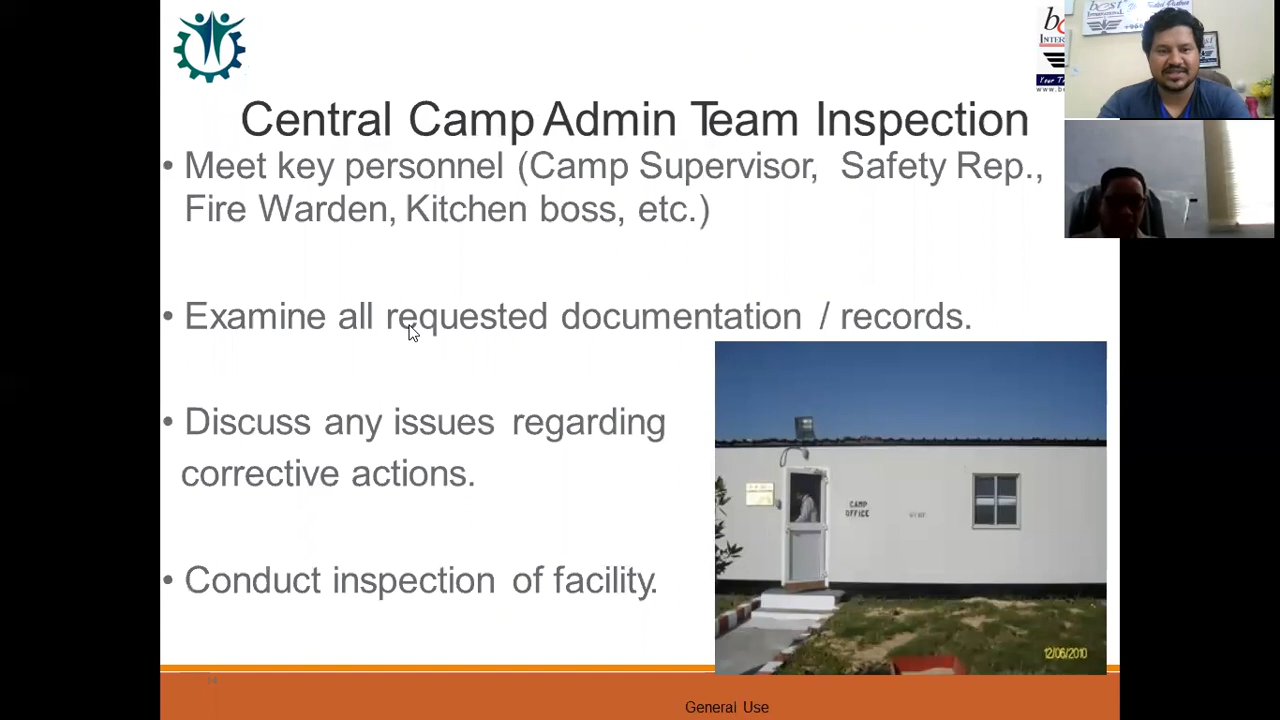 Central Camp Admin Team Inspection
• Meet key personnel (Camp Supervisor, Safety Rep.,
Fire Warden, Kitchen boss, etc.)
• Examine all requested documentation / records.
• Discuss any issues regarding
corrective actions.
• Conduct inspection of facility.
CAMP
OFFICE
12/06/2010
General Use
best
INTERNATIONAL